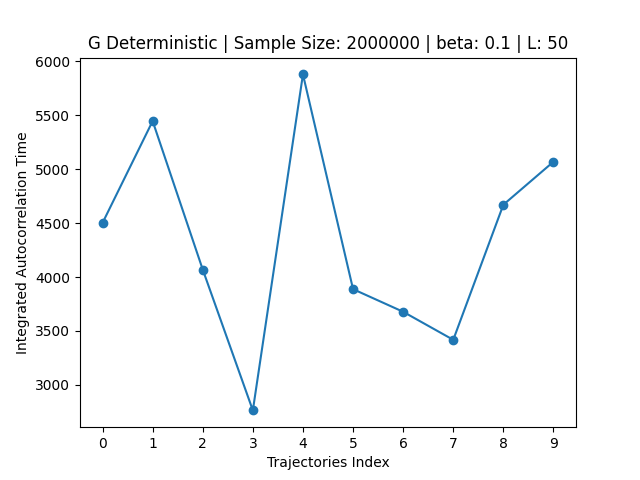 G Deterministic | Sample Size: 2000000 | beta: 0.1 | L: 50
6000
5500
5000
4500
4000
3500
3000
Integrated Autocorrelation Time
0 1 2 3 4 5 6 7 8 9
Trajectories Index